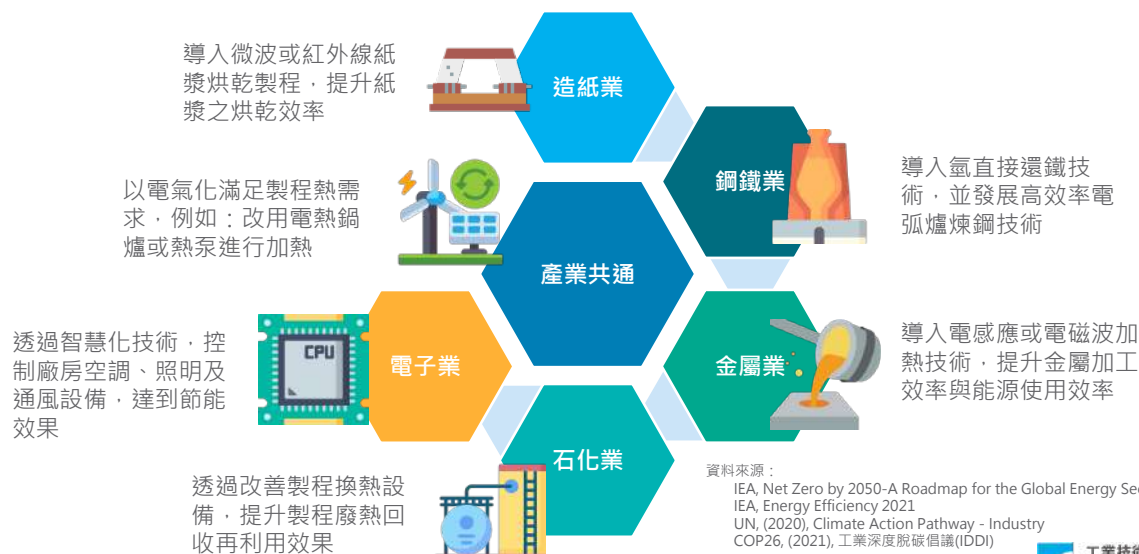 造紙業
導入微波或紅外線紙
漿烘乾製程，提升紙
漿之烘乾效率
鋼鐵業
導入氫直接還鐵技
術，並發展高效率電
弧爐煉鋼技術
產業共通
以電氣化滿足製程熱需
求，例如：改用電熱鍋
爐或熱泵進行加熱
電子業
CPU
透過智慧化技術，控
制廠房空調、照明及
通風設備，達到節能
效果
金屬業
導入電感應或電磁波加
熱技術，提升金屬加工
效率與能源使用效率
石化業
透過改善製程換熱設
備，提升製程廢熱回
收再利用效果
資料來源：
IEA, Net Zero by 2050-A Roadmap for the Global Energy
IEA, Energy Efficiency 2021
UN, (2020), Climate Action Pathway - Industry
COP26, (2021), 工業深度脫碳倡議(IDDI)